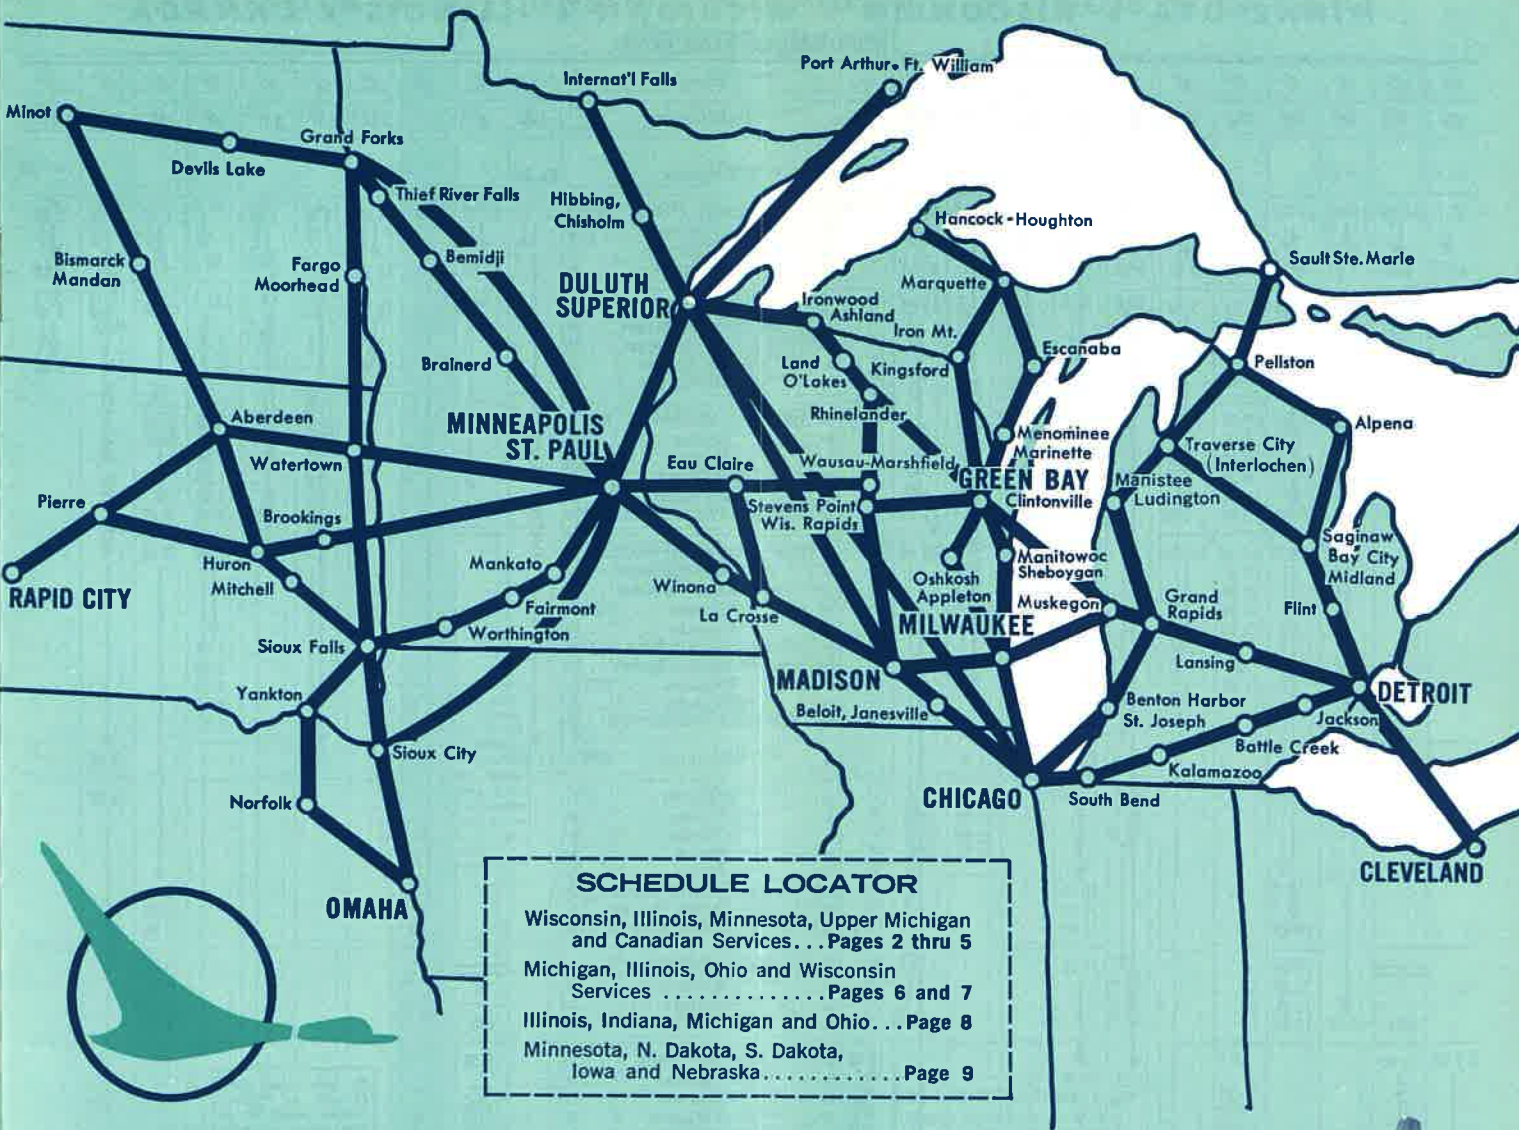 Port Arthur. Ft. William
Internat'l Falls
Minot
Grand Forks
Devils Lake
Thief River Falls
Hibbing,
Chisholm
Hancock-Houghton
Bismarck
Mandan
Fargo
Moorhead
Bemidji
DULUTH
SUPERIOR
Marquette
Sault Ste. Marie
Ironwood
Ashland
Iron Mt.
Kingsford
Escanaba
Brainerd
Land
O'Lakes
Pellston
Rhinelander
Aberdeen
MINNEAPOLIS
ST. PAUL
Menominee
Marinette
Alpena
Traverse City
(Interlochen)
Watertown
Eau Claire
Wausau-Marshfield
GREEN BAY
Clintonville
Manistee
Ludington
Pierre
Brookings
Stevens Point
Wis. Rapids
Saginaw
Bay City
Midland
Huron
Mitchell
Mankato
Winona
Oshkosh
Appleton
Manitowoc
Sheboygan
RAPID CITY
Fairmont
Worthington
La Crosse
Muskegon
Grand
Rapids
Flint
MILWAUKEE
Sioux Falls
Lansing
MADISON
DETROIT
Yankton
Beloit, Janesville
Benton Harbor
St. Joseph
Jackson
Sioux City
Battle Creek
Kalamazoo
Norfolk
CHICAGO
South Bend
CLEVELAND
OMAHA
SCHEDULE LOCATOR
Wisconsin, Illinois, Minnesota, Upper Michigan
and Canadian Services...Pages 2 thru 5
Michigan, Illinois, Ohio and Wisconsin
Services ..............Pages 6 and 7
Illinois, Indiana, Michigan and Ohio...Page 8
Minnesota, N. Dakota, S. Dakota,
Iowa and Nebraska............Page 9